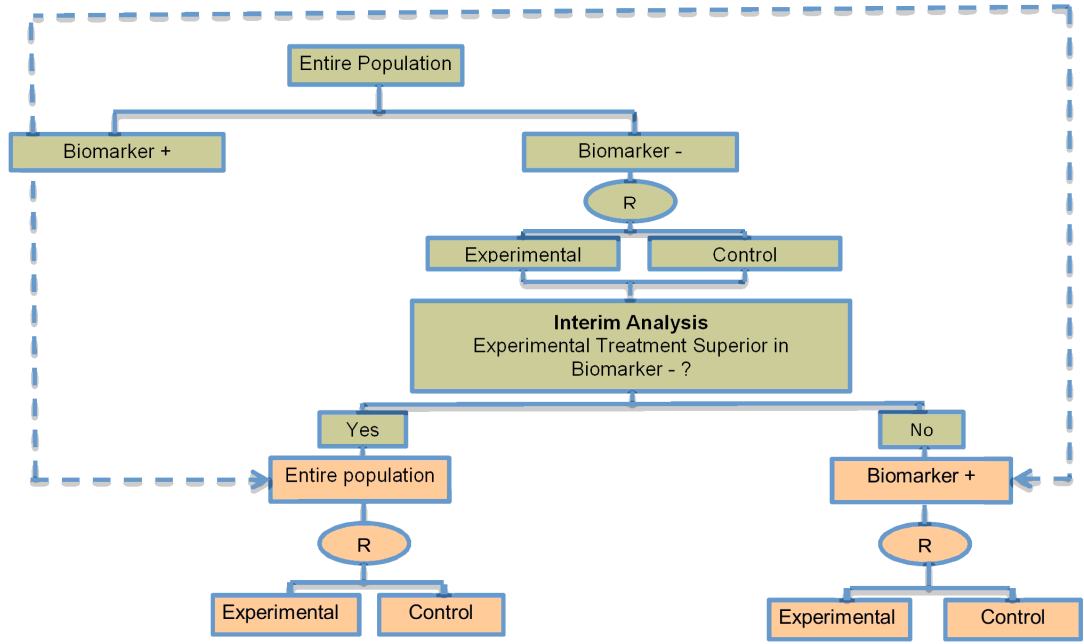 Entire Population
Biomarker +
Biomarker -
R
Experimental
Control
Interim Analysis
Experimental Treatment Superior in
Biomarker - ?
Yes
No
Entire population
Biomarker +
R
R
Experimental
Control
Experimental
Control